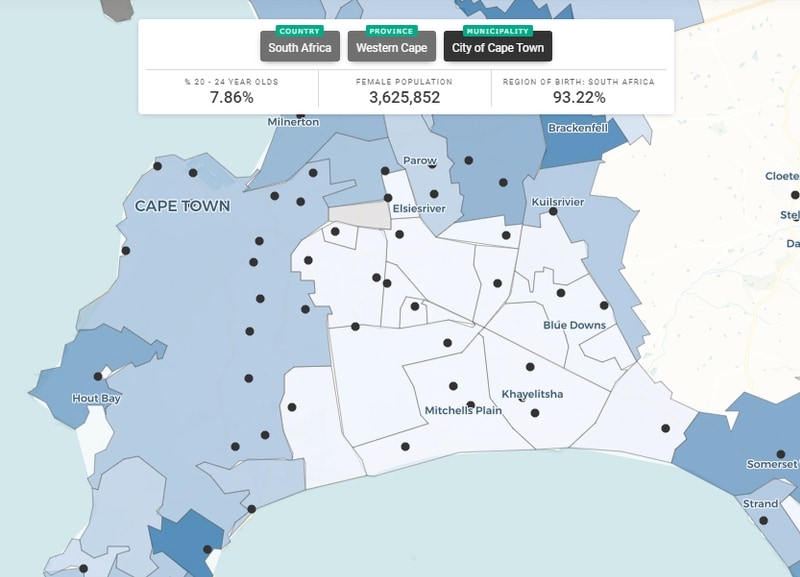 COUNTRY
PROVINCE
MUNICIPALITY
South Africa
Western Cape
City of Cape Town
% 20 - 24 YEAR OLDS
FEMALE POPULATION
REGION OF BIRTH: SOUTH AFRICA
7.86%
3,625,852
93.22%
Milnerton
Brackenfell
Parow
Cloete
CAPE TOWN
Elsiesriver
Kuilsrivier
Stel
Da
Blue Downs
Hout Bay
Khayelitsha
Mitchells Plain
Somerset
Strand